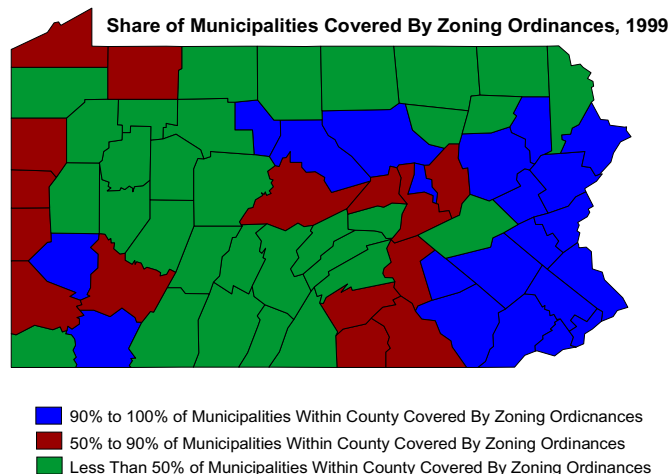 Share of Municipalities Covered By Zoning Ordinances, 1999
90% to 100% of Municipalities Within County Covered By Zoning Ordicnances
50% to 90% of Municipalities Within County Covered By Zoning Ordinances
Less Than 50% of Municipalities Within County Covered By Zoning Ordinances